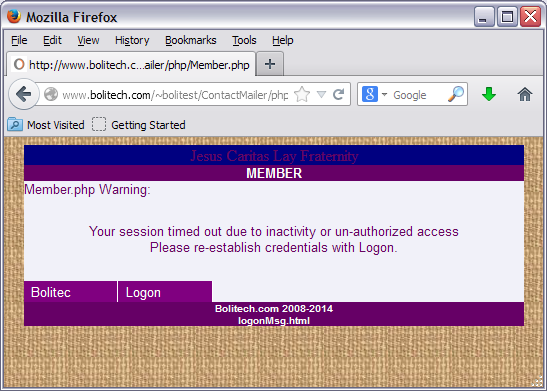 Mozilla Firefox
File Edit View History Bookmarks Tools Help
http://www.bolitech.c...ailer/php/Member.php
www.bolitech.com/~bolitest/ContactMailer/php
Google
Most Visited Getting Started
Jesus Caritas Lay Fraternity
MEMBER
Member.php Warning:
Your session timed out due to inactivity or un-authorized access
Please re-establish credentials with Logon.
Bolitec Logon
Bolitech.com 2008-2014
logonMsg.html